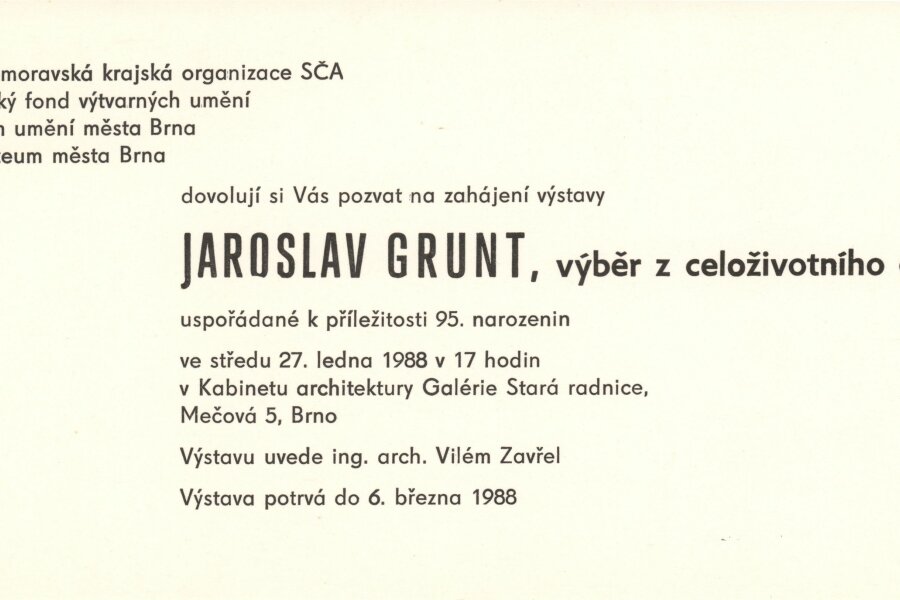 moravská krajská organizace SČA
ký fond výtvarných umění
umění města Brna
eum města Brna
dovolují si Vás pozvat na zahájení výstavy
JAROSLAV GRUNT, výběr z celoživotního
uspořádané k příležitosti 95. narozenin
ve středu 27. ledna 1988 v 17 hodin
v Kabinetu architektury Galérie Stará radnice,
Mečová 5, Brno
Výstavu uvede ing. arch. Vilém Zavřel
Výstava potrvá do 6. března 1988